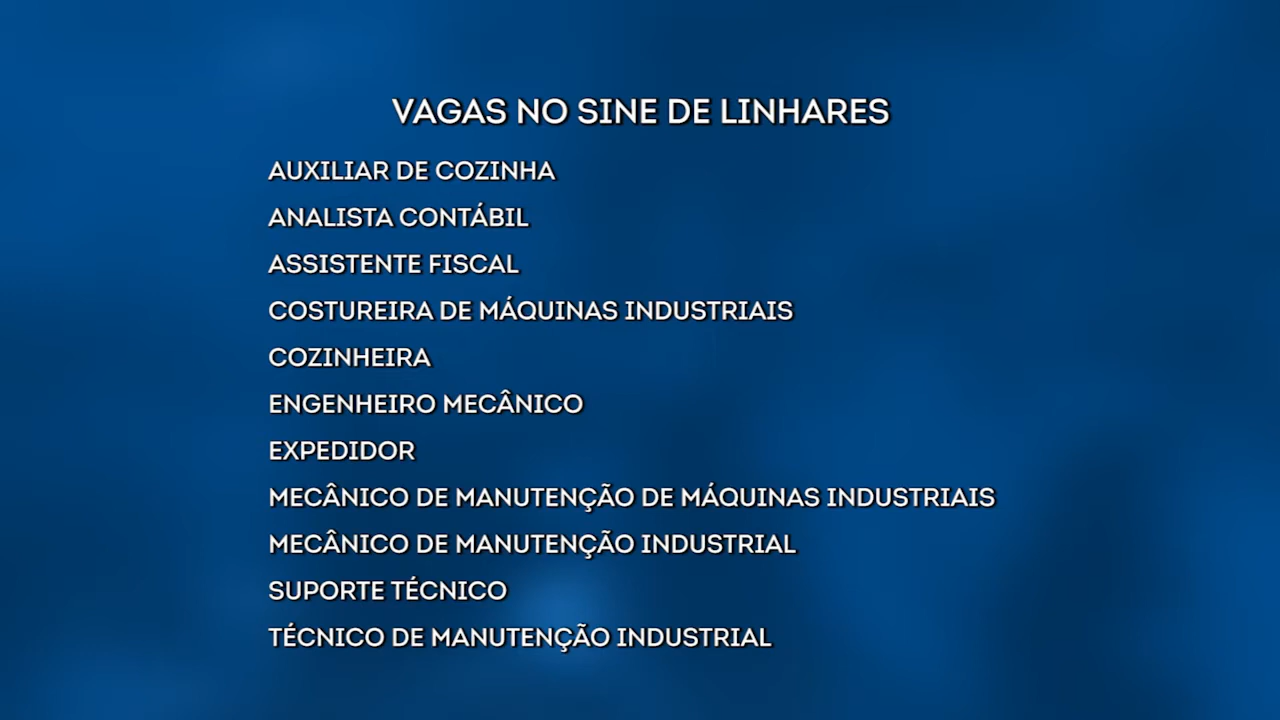 VAGAS NO SINE DE LINHARES
AUXILIAR DE COZINHA
ANALISTA CONTÁBIL
ASSISTENTE FISCAL
COSTUREIRA DE MÁQUINAS INDUSTRIAIS
COZINHEIRA
ENGENHEIRO MECÂNICO
EXPEDIDOR
MECÂNICO DE MANUTENÇÃO DE MÁQUINAS INDUSTRIAIS
MECÂNICO DE MANUTENÇÃO INDUSTRIAL
SUPORTE TÉCNICO
TÉCNICO DE MANUTENÇÃO INDUSTRIAL